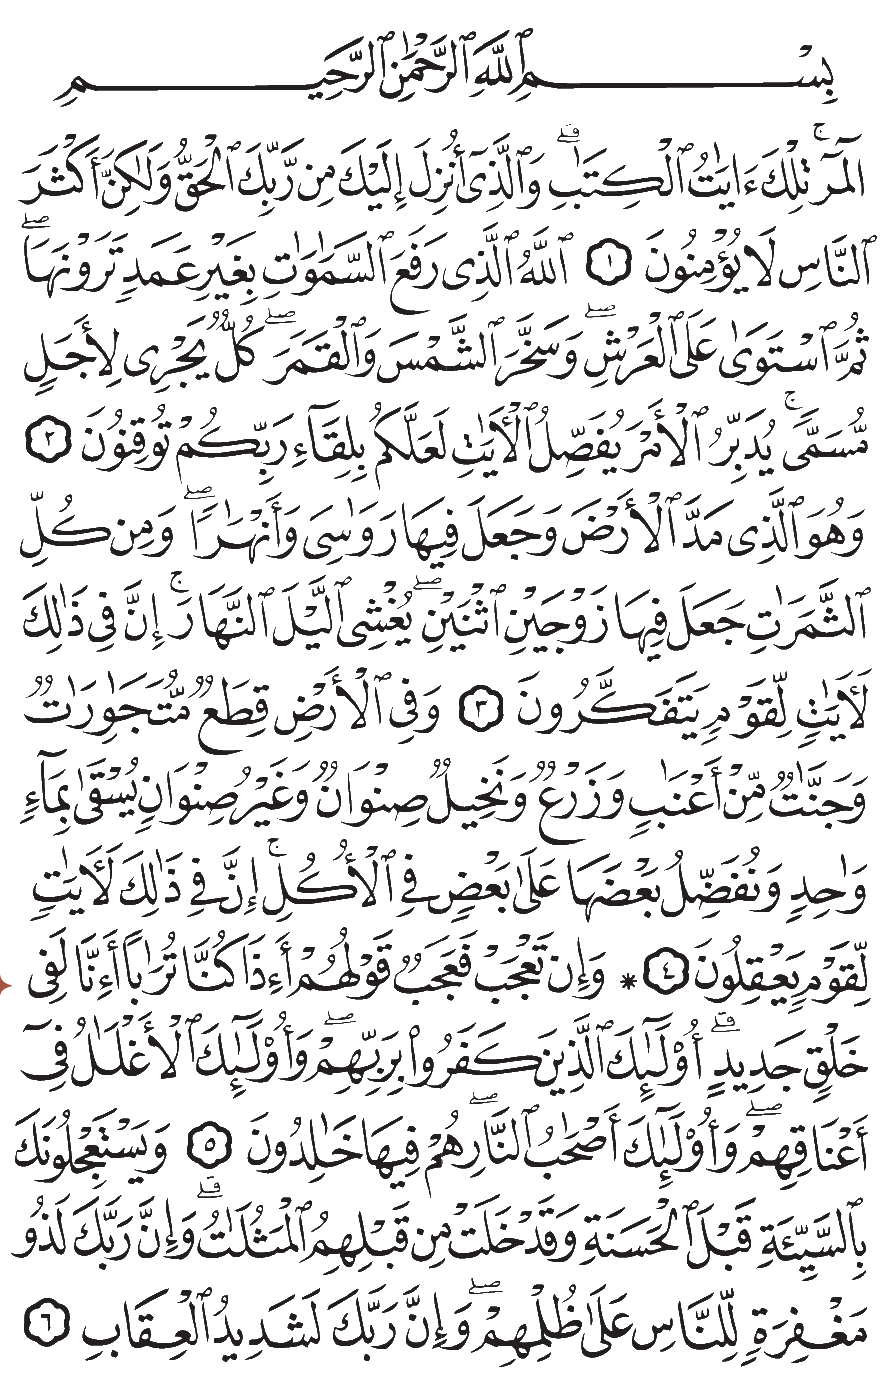 بِسۡمِ ٱللَّهِ ٱلرَّحۡمَٰنِ ٱلرَّحِيمِ
الٓمٓرۚ تِلۡكَ ءَايَٰتُ ٱلۡكِتَٰبِۗ وَٱلَّذِيٓ أُنزِلَ إِلَيۡكَ مِن رَّبِّكَ ٱلۡحَقُّ وَلَٰكِنَّ أَكۡثَرَ
ٱلنَّاسِ لَا يُؤۡمِنُونَ ١ ٱللَّهُ ٱلَّذِي رَفَعَ ٱلسَّمَٰوَٰتِ بِغَيۡرِ عَمَدٖ تَرَوۡنَهَاۖ
ثُمَّ ٱسۡتَوَىٰ عَلَى ٱلۡعَرۡشِۖ وَسَخَّرَ ٱلشَّمۡسَ وَٱلۡقَمَرَۖ كُلّٞ يَجۡرِي لِأَجَلٖ
مُّسَمّٗىۚ يُدَبِّرُ ٱلۡأَمۡرَ يُفَصِّلُ ٱلۡأٓيَٰتِ لَعَلَّكُم بِلِقَآءِ رَبِّكُمۡ تُوقِنُونَ ٢
وَهُوَ ٱلَّذِي مَدَّ ٱلۡأَرۡضَ وَجَعَلَ فِيهَا رَوَٰسِيَ وَأَنۡهَٰرٗاۖ وَمِن كُلِّ
ٱلثَّمَرَٰتِ جَعَلَ فِيهَا زَوۡجَيۡنِ ٱثۡنَيۡنِۖ يُغۡشِي ٱلَّيۡلَ ٱلنَّهَارَۚ إِنَّ فِي ذَٰلِكَ
لَأٓيَٰتٖ لِّقَوۡمٖ يَتَفَكَّرُونَ ٣ وَفِي ٱلۡأَرۡضِ قِطَعٞ مُّتَجَٰوِرَٰتٞ
وَجَنَّٰتٞ مِّنۡ أَعۡنَٰبٖ وَزَرۡعٞ وَنَخِيلٞ صِنۡوَانٞ وَغَيۡرُ صِنۡوَانٖ يُسۡقَىٰ بِمَآءٖ
وَٰحِدٖ وَنُفَضِّلُ بَعۡضَهَا عَلَىٰ بَعۡضٖ فِي ٱلۡأُكُلِۚ إِنَّ فِي ذَٰلِكَ لَأٓيَٰتٖ
لِّقَوۡمٖ يَعۡقِلُونَ ٤ * وَإِن تَعۡجَبۡ فَعَجَبٞ قَوۡلُهُمۡ أَءِذَا كُنَّا تُرَٰبًا أَءِنَّا لَفِي
خَلۡقٖ جَدِيدٍۗ أُوْلَٰٓئِكَ ٱلَّذِينَ كَفَرُواْ بِرَبِّهِمۡۖ وَأُوْلَٰٓئِكَ ٱلۡأَغۡلَٰلُ فِيٓ
أَعۡنَاقِهِمۡۖ وَأُوْلَٰٓئِكَ أَصۡحَٰبُ ٱلنَّارِۖ هُمۡ فِيهَا خَٰلِدُونَ ٥ وَيَسۡتَعۡجِلُونَكَ
بِٱلسَّيِّئَةِ قَبۡلَ ٱلۡحَسَنَةِ وَقَدۡ خَلَتۡ مِن قَبۡلِهِمُ ٱلۡمَثُلَٰتُۗ وَإِنَّ رَبَّكَ لَذُو
مَغۡفِرَةٖ لِّلنَّاسِ عَلَىٰ ظُلۡمِهِمۡۖ وَإِنَّ رَبَّكَ لَشَدِيدُ ٱلۡعِقَابِ ٦